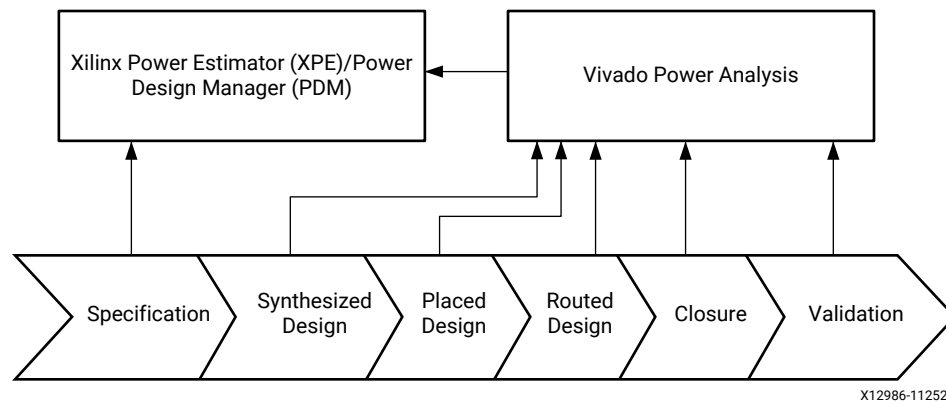 Xilinx Power Estimator (XPE)/Power
Design Manager (PDM)
Vivado Power Analysis
Specification
Synthesized
Design
Placed
Design
Routed
Design
Closure
Validation
X12986-11252